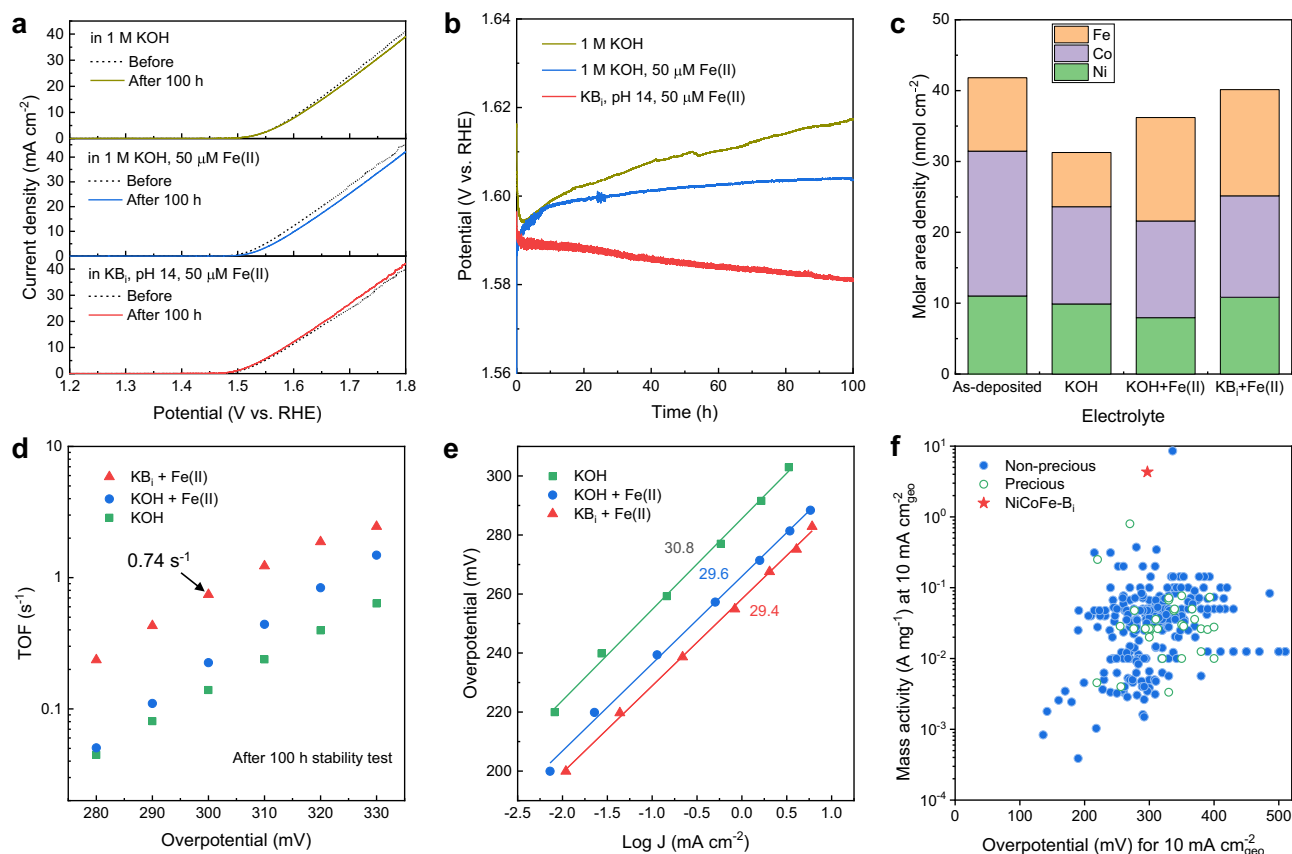 a
in 1 M KOH
Before
After 100 h
in 1 M KOH, 50 μM Fe(II)
Before
After 100 h
in KBi, pH 14, 50 μM Fe(II)
Before
After 100 h
40
30
20
10
0
40
30
20
10
0
40
30
20
10
0
1.2 1.3 1.4 1.5 1.6 1.7 1.8
Current density (mA cm⁻²)
Potential (V vs. RHE)
b
1 M KOH
1 M KOH, 50 μM Fe(II)
KBi, pH 14, 50 μM Fe(II)
1.64
1.62
1.60
1.58
1.56
0 20 40 60 80 100
Potential (V vs. RHE)
Time (h)
c
Fe
Co
Ni
50
40
30
20
10
0
As-deposited KOH KOH+Fe(II) KBi+Fe(II)
Molar area density (nmol cm⁻²)
Electrolyte
d
KBi + Fe(II)
KOH + Fe(II)
KOH
0.74 s⁻¹
After 100 h stability test
10
1
0.1
280 290 300 310 320 330
TOF (s⁻¹)
Overpotential (mV)
e
KOH
KOH + Fe(II)
KBi + Fe(II)
30.8
29.6
29.4
300
280
260
240
220
200
-2.5 -2.0 -1.5 -1.0 -0.5 0.0 0.5 1.0
Overpotential (mV)
Log J (mA cm⁻²)
f
Non-precious
Precious
NiCoFe-Bi
10¹
10⁰
10⁻¹
10⁻²
10⁻³
10⁻⁴
0 100 200 300 400 500
Mass activity (A mg⁻¹) at 10 mA cm⁻²geo
Overpotential (mV) for 10 mA cm⁻²geo